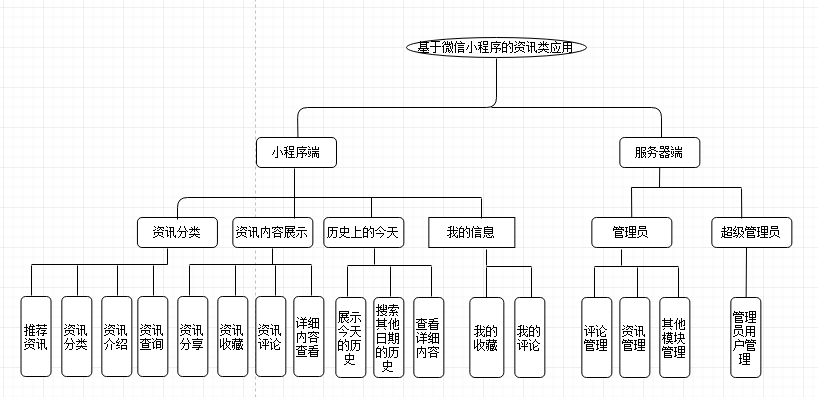 基于微信小程序的资讯类应用
小程序端
服务器端
资讯分类
资讯内容展示
历史上的今天
我的信息
管理员
超级管理员
推荐
资讯
资讯
分类
资讯
介绍
资讯
查询
资讯
分享
资讯
收藏
资讯
评论
详细
内容
查看
展示
今天
的历
史
搜索
其他
日期
的历
史
查看
详细
内容
我的
收藏
我的
评论
评论
管理
资讯
管理
其他
模块
管理
管理
员用
户管
理